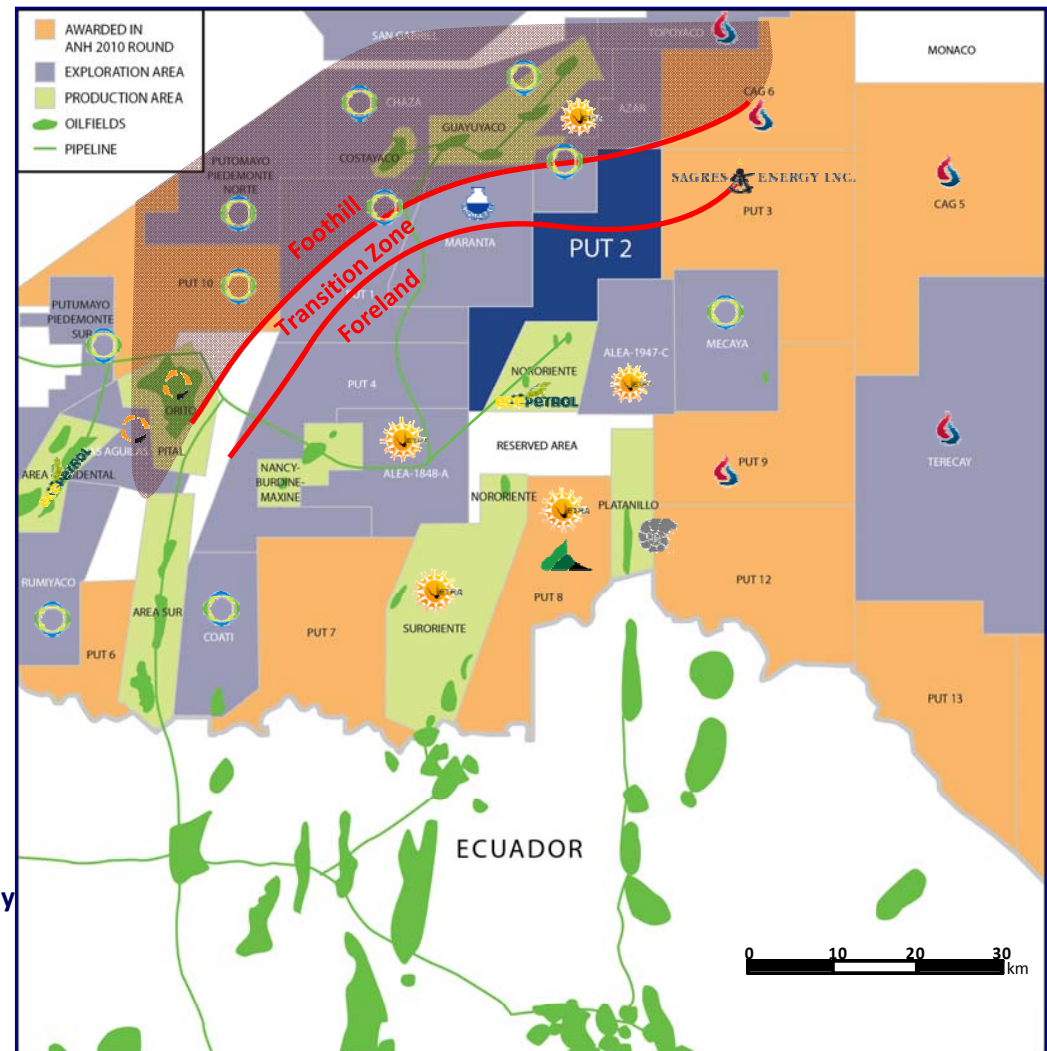 AWARDED IN
ANH 2010 ROUND
EXPLORATION AREA
PRODUCTION AREA
OILFIELDS
PIPELINE
SAN GABRIEL
TOPOYACO
MONACO
CHAZA
CAG 6
AZAR
GUAYUYACO
COSTAYACO
PUTOMAYO
PIEDEMONTE
NORTE
SAGRES ENERGY INC.
PUT 3
CAG 5
Foothill
Transition Zone
Foreland
MARANTA
PUT 2
PUT 10
PUT 1
PUTUMAYO
PIEDEMONTE
SUR
MECAYA
ALEA-1947-C
NORORIENTE
ecoPETROL
PUT 4
ORITO
RESERVED AREA
PITAL
NANCY-
BURDINE-
MAXINE
ALEA-1848-A
PUT 9
TERECAY
NORORIENTE
PLATANILLO
PUT 12
RUMIYACO
AREA SUR
COATI
PUT 7
SURORIENTE
PUT 8
PUT 6
PUT 13
ECUADOR
y
0 10 20 30
km